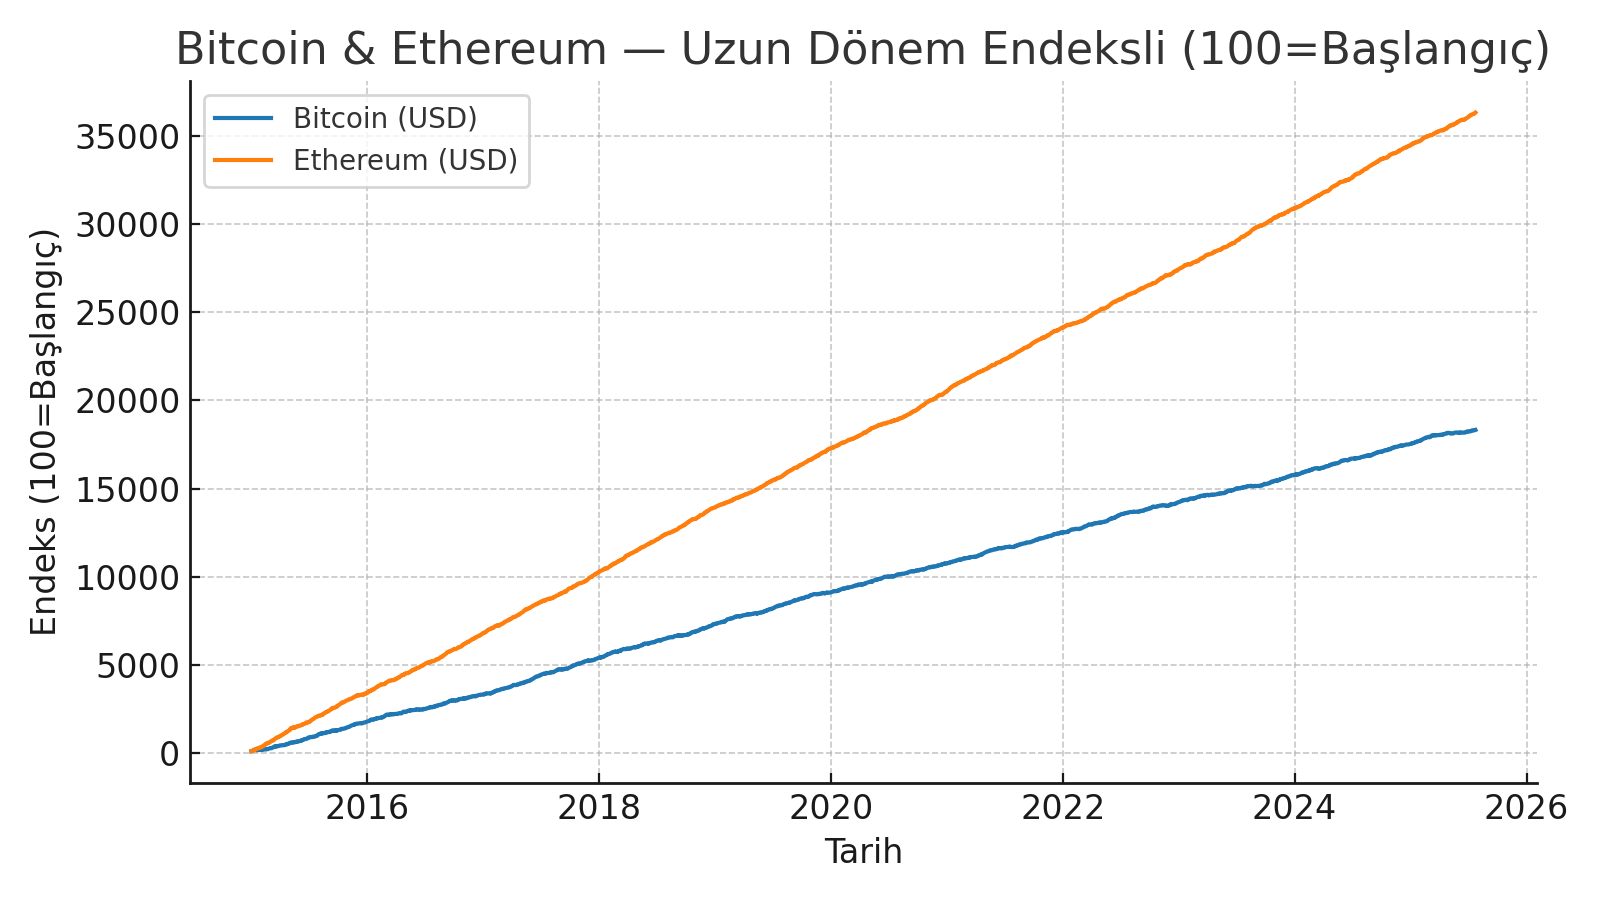 Bitcoin & Ethereum — Uzun Dönem Endeksli (100=Başlangıç)
Bitcoin (USD)
Ethereum (USD)
Endeks (100=Başlangıç)
35000
30000
25000
20000
15000
10000
5000
0
2016 2018 2020 2022 2024 2026
Tarih